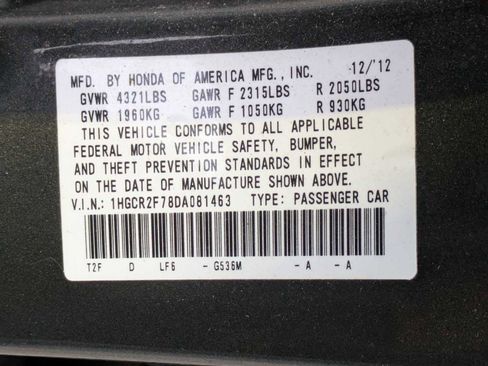 MFD. BY HONDA OF AMERICA MFG., INC. 12/'12
GVWR 4321LBS GAWR F 2315LBS R 2050LBS
GVWR 1960KG GAWR F 1050KG R 930KG
THIS VEHICLE CONFORMS TO ALL APPLICABLE
FEDERAL MOTOR VEHICLE SAFETY, BUMPER,
AND THEFT PREVENTION STANDARDS IN EFFECT
ON THE DATE OF MANUFACTURE SHOWN ABOVE.
V.I.N.: 1HGCR2F78DA081463 TYPE: PASSENGER CAR
T2F D LF6 - G536M - A - A